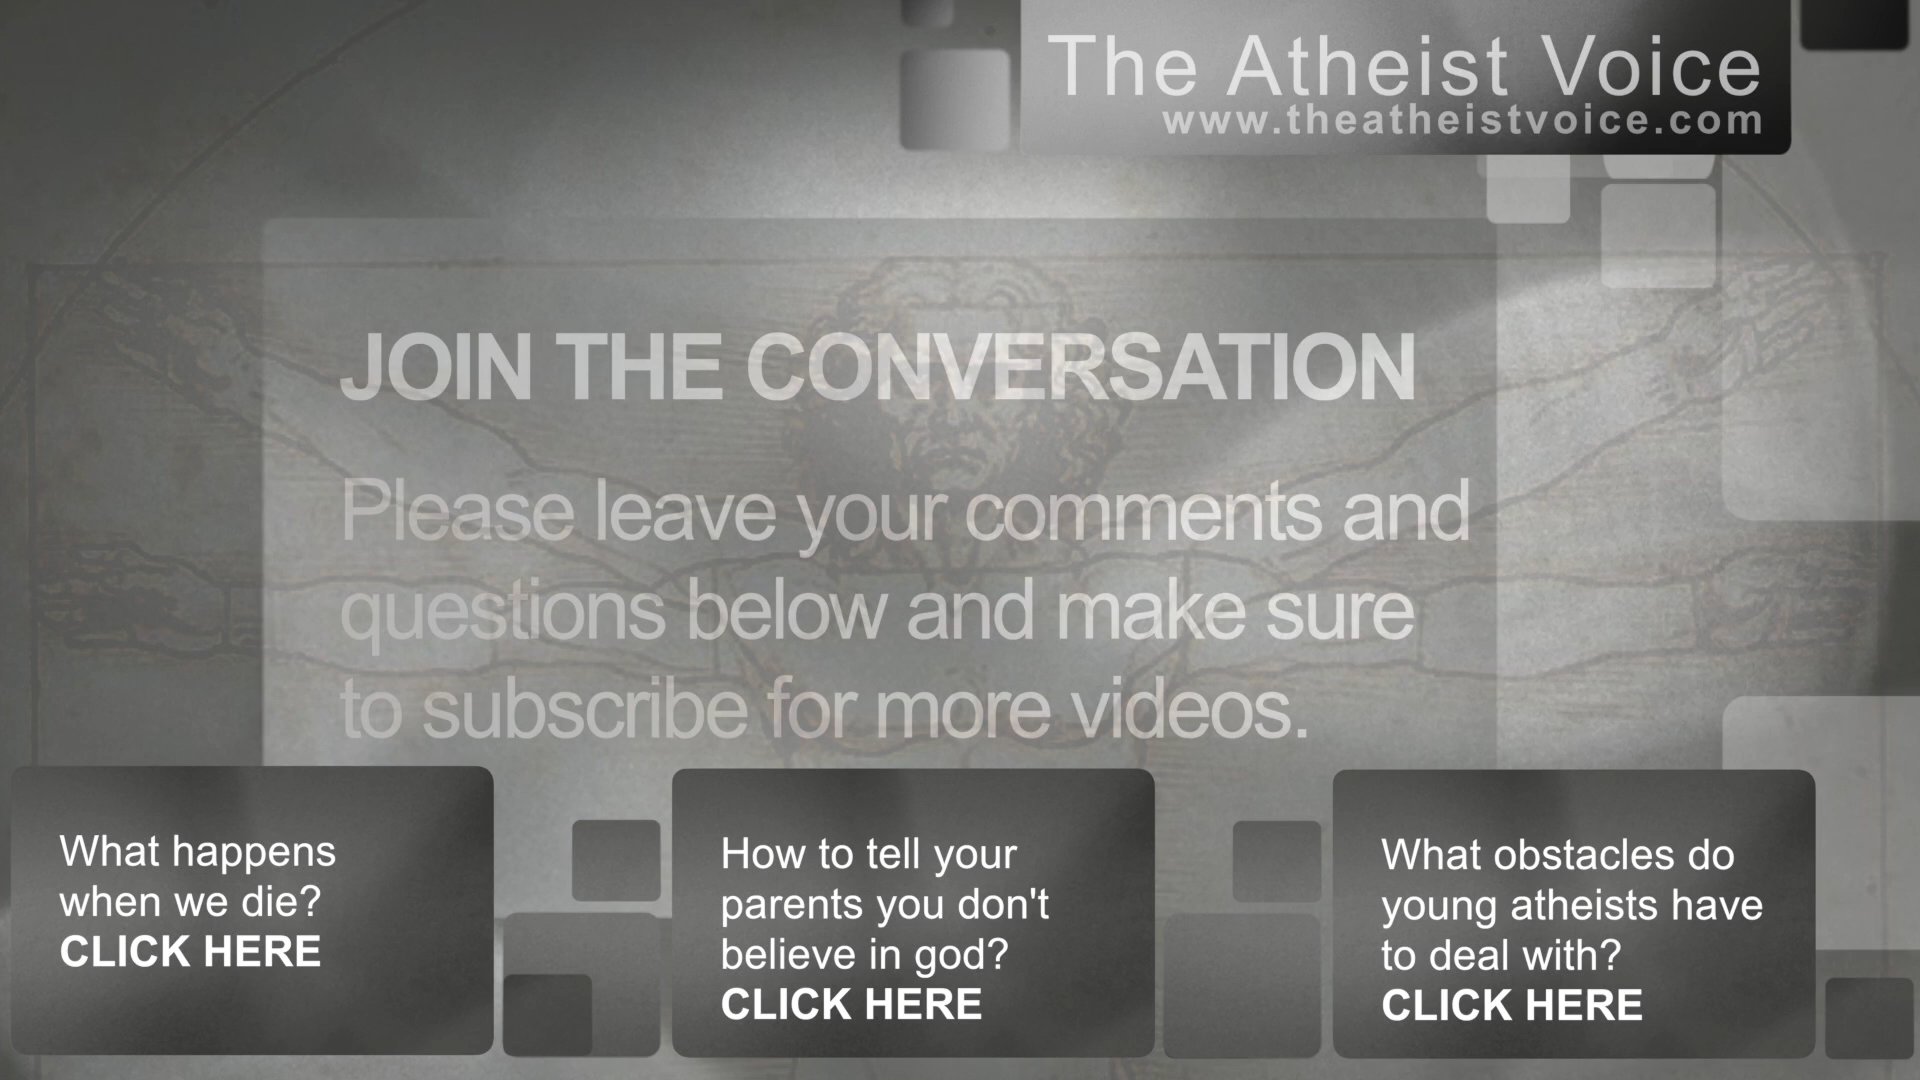 The Atheist Voice
www.theatheistvoice.com
JOIN THE CONVERSATION
Please leave your comments and
questions below and make sure
to subscribe for more videos.
What happens
when we die?
CLICK HERE
How to tell your
parents you don't
believe in god?
CLICK HERE
What obstacles do
young atheists have
to deal with?
CLICK HERE